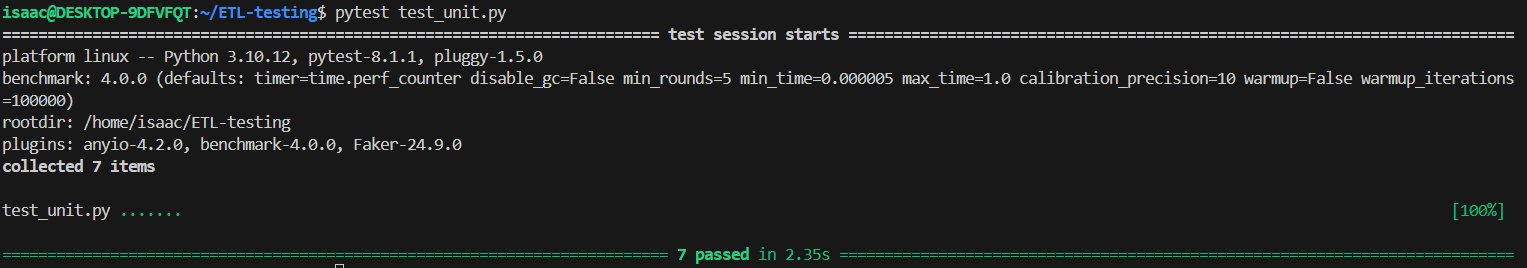 isaac@DESKTOP-9DFVFQT:~/ETL-testing$ pytest test_unit.py
========================================================================= test session starts ==========================================================================
platform linux -- Python 3.10.12, pytest-8.1.1, pluggy-1.5.0
benchmark: 4.0.0 (defaults: timer=time.perf_counter disable_gc=False min_rounds=5 min_time=0.000005 max_time=1.0 calibration_precision=10 warmup=False warmup_iterations
=100000)
rootdir: /home/isaac/ETL-testing
plugins: anyio-4.2.0, benchmark-4.0.0, Faker-24.9.0
collected 7 items
test_unit.py ....... [100%]
========================================================================== 7 passed in 2.35s ===========================================================================